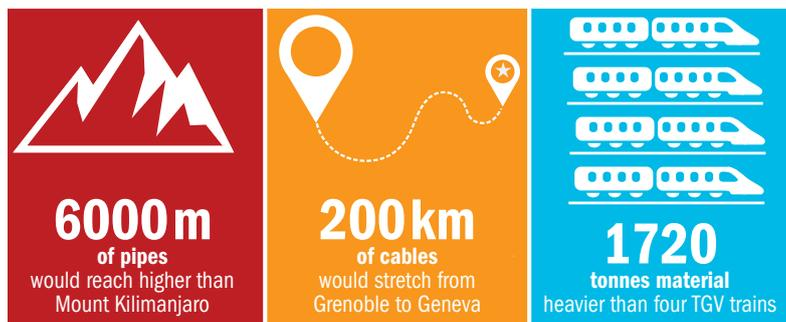 6000 m
of pipes
would reach higher than
Mount Kilimanjaro
200 km
of cables
would stretch from
Grenoble to Geneva
1720
tonnes material
heavier than four TGV trains